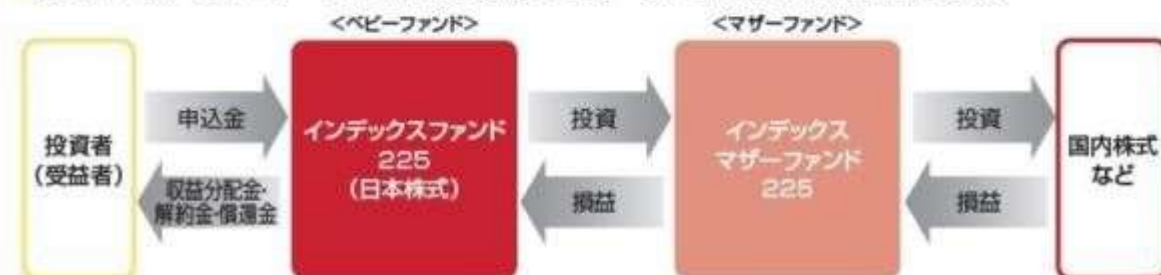 <ベビーファンド>
<マザーファンド>
投資者
(受益者)
申込金
収益分配金・
解約金・償還金
インデックスファンド
225
(日本株式)
投資
損益
インデックス
マザーファンド
225
投資
損益
国内株式
など